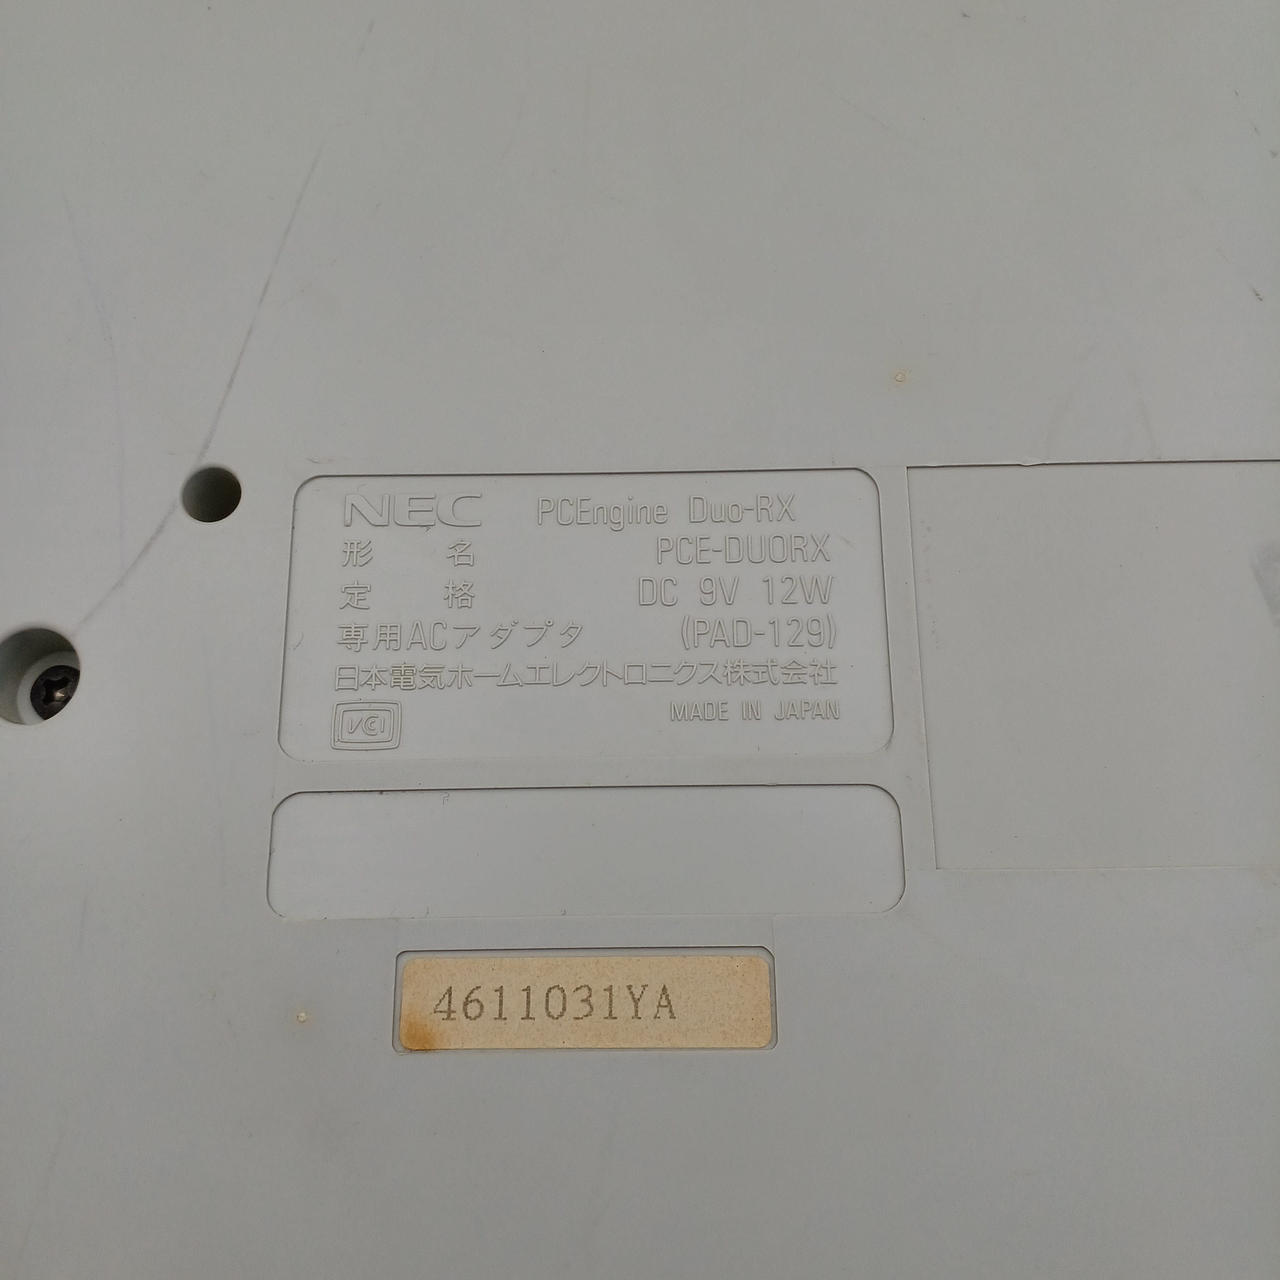 NEC PCEngine Duo-RX
形名 PCE-DUORX
定格 DC 9V 12W
専用ACアダプタ (PAD-129)
日本電気ホームエレクトロニクス株式会社
VCCI MADE IN JAPAN
4611031YA